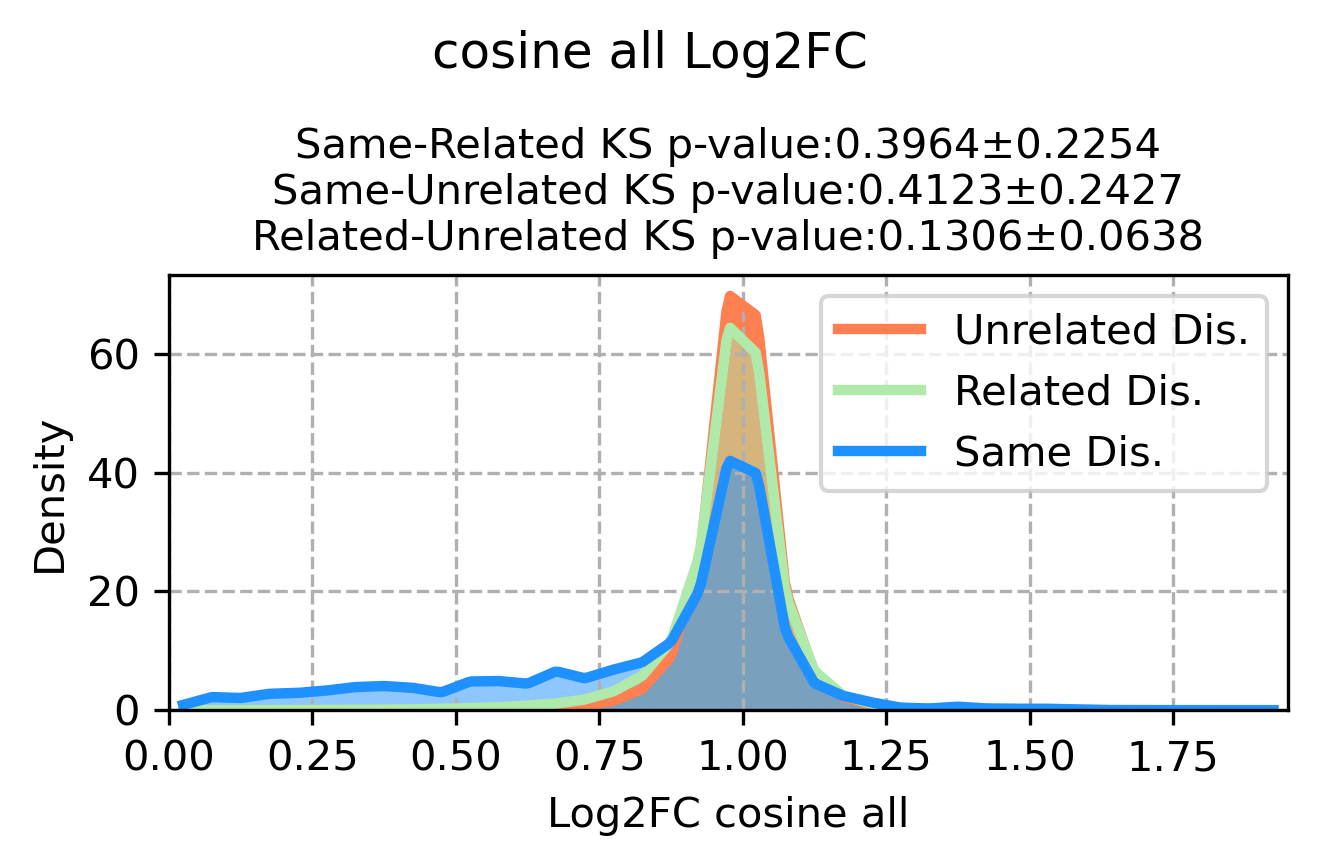 cosine all Log2FC
Same-Related KS p-value:0.3964±0.2254
Same-Unrelated KS p-value:0.4123±0.2427
Related-Unrelated KS p-value:0.1306±0.0638
Unrelated Dis.
Related Dis.
Same Dis.
Density
60
40
20
0
0.00 0.25 0.50 0.75 1.00 1.25 1.50 1.75
Log2FC cosine all